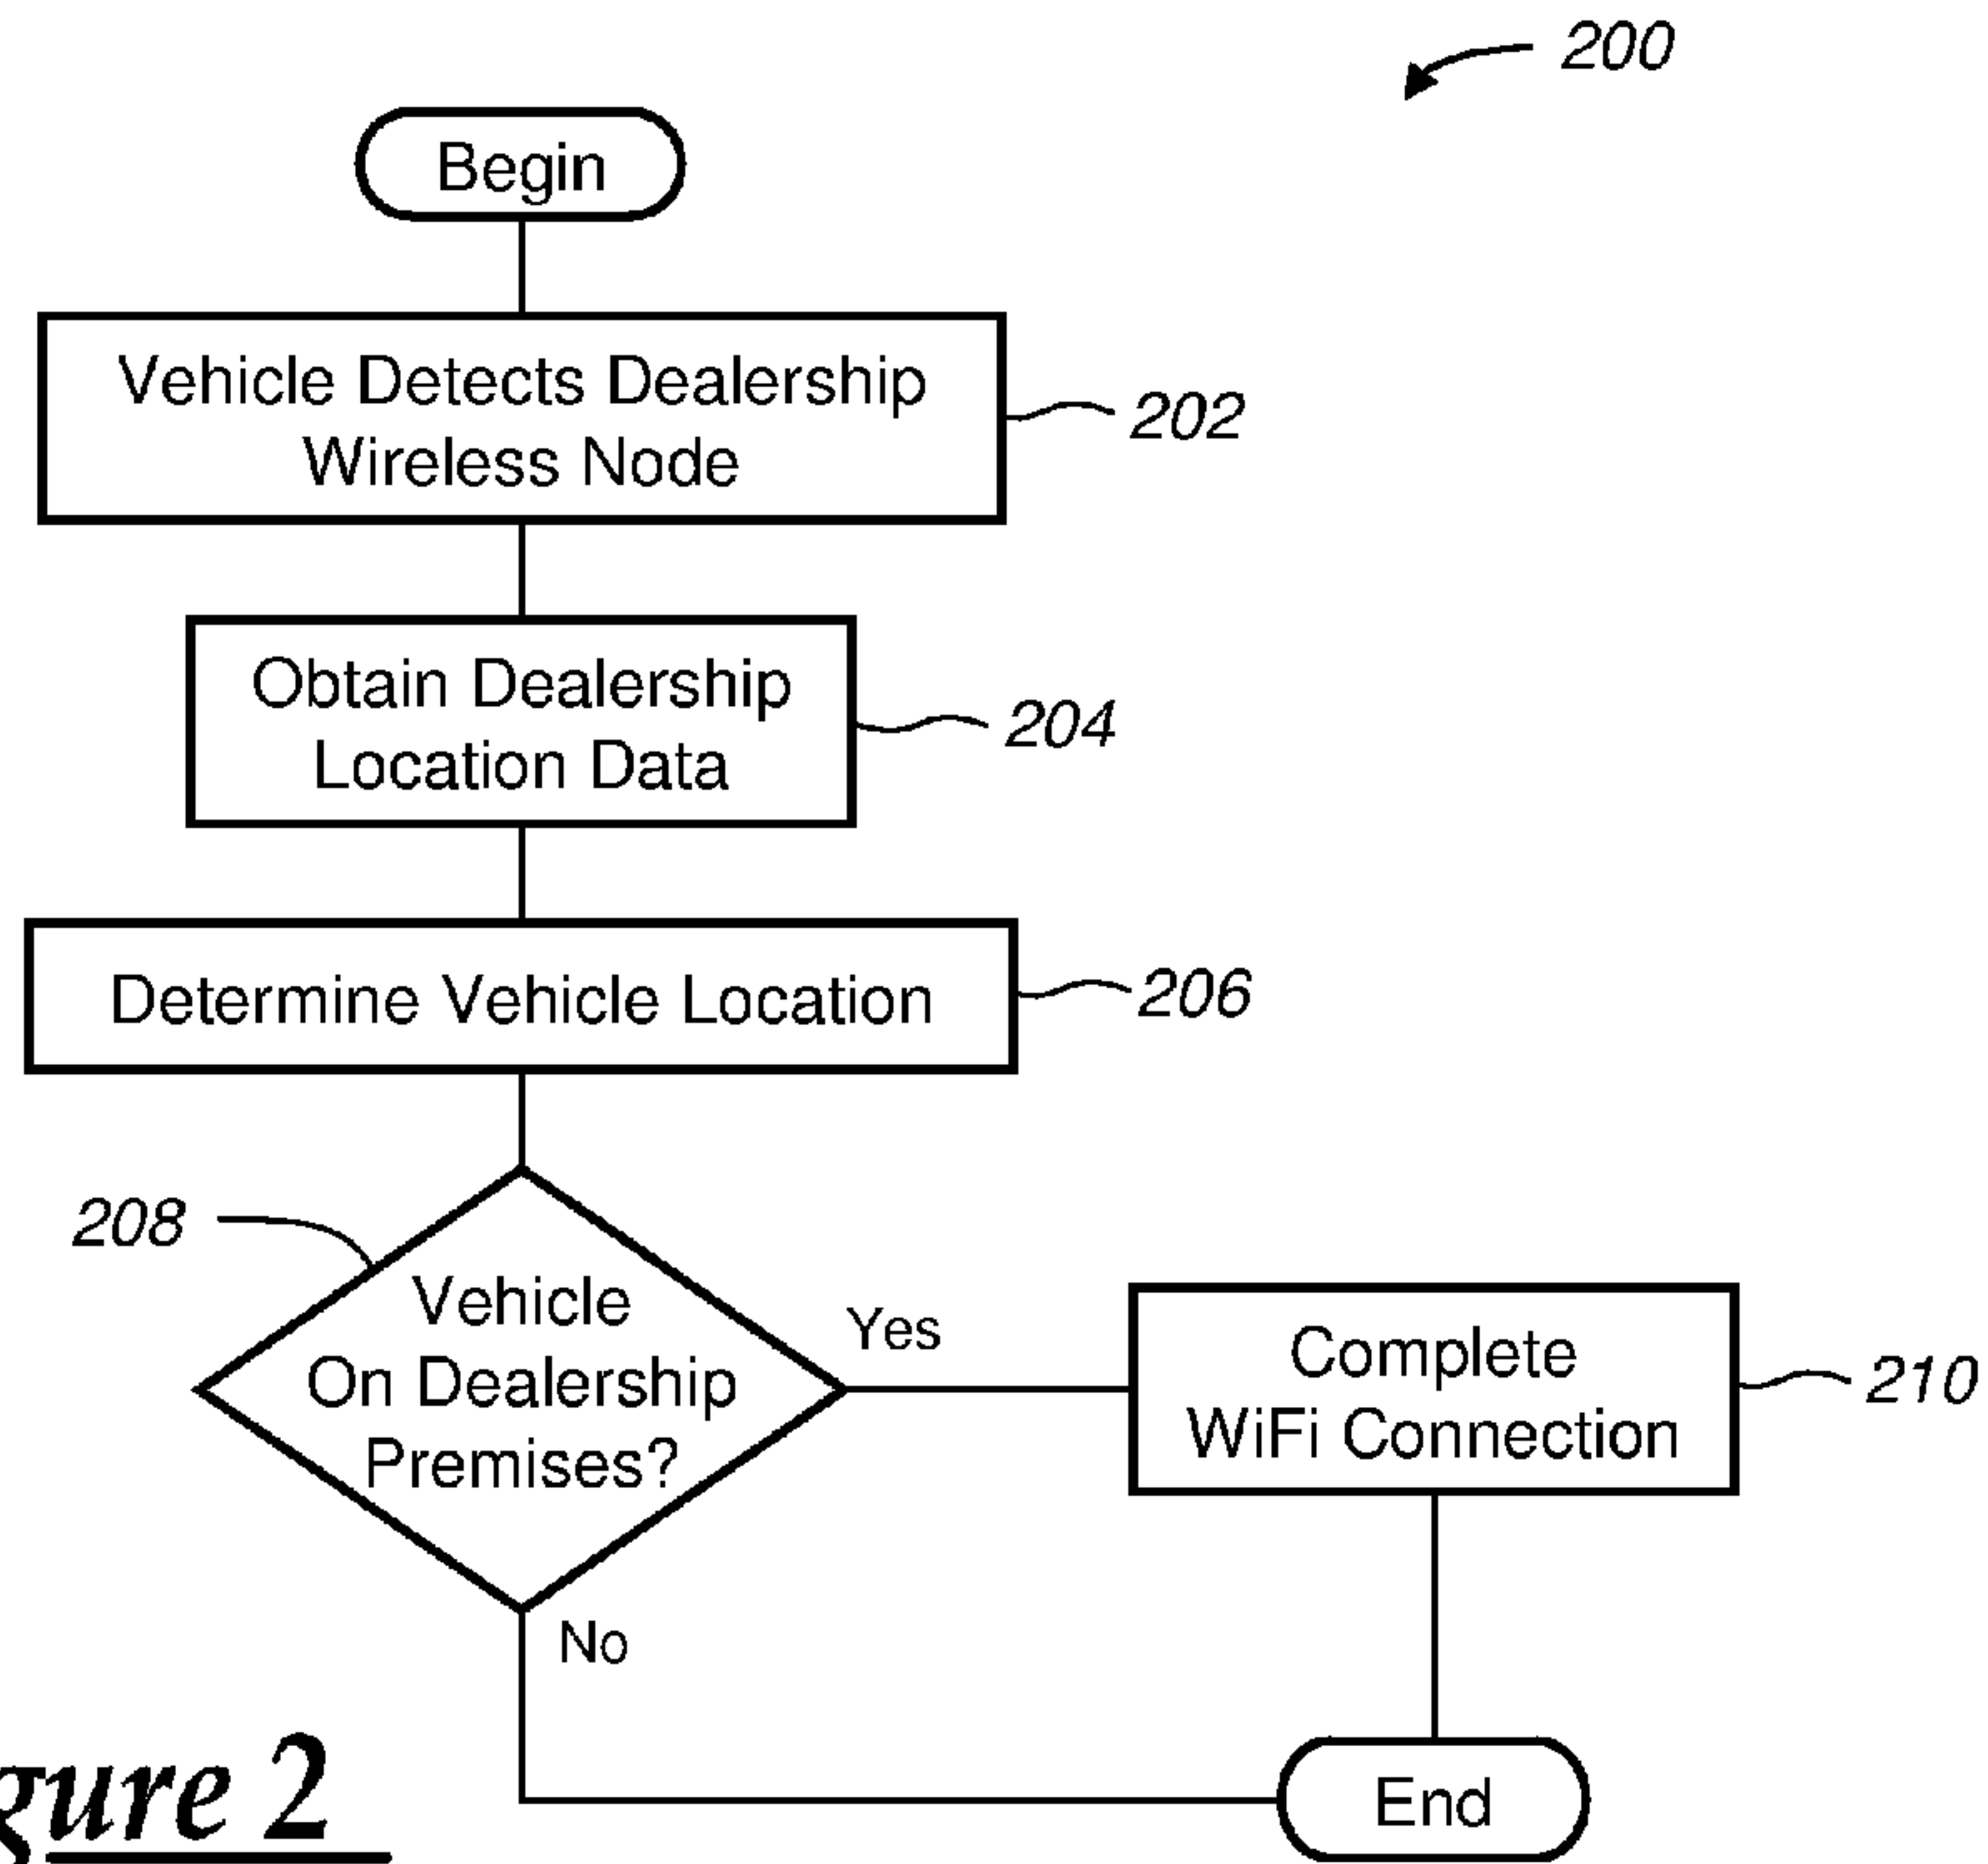 200
Begin
Vehicle Detects Dealership
Wireless Node
202
Obtain Dealership
Location Data
204
Determine Vehicle Location
206
208
Vehicle
On Dealership
Premises?
Yes
Complete
WiFi Connection
210
No
End
gure 2